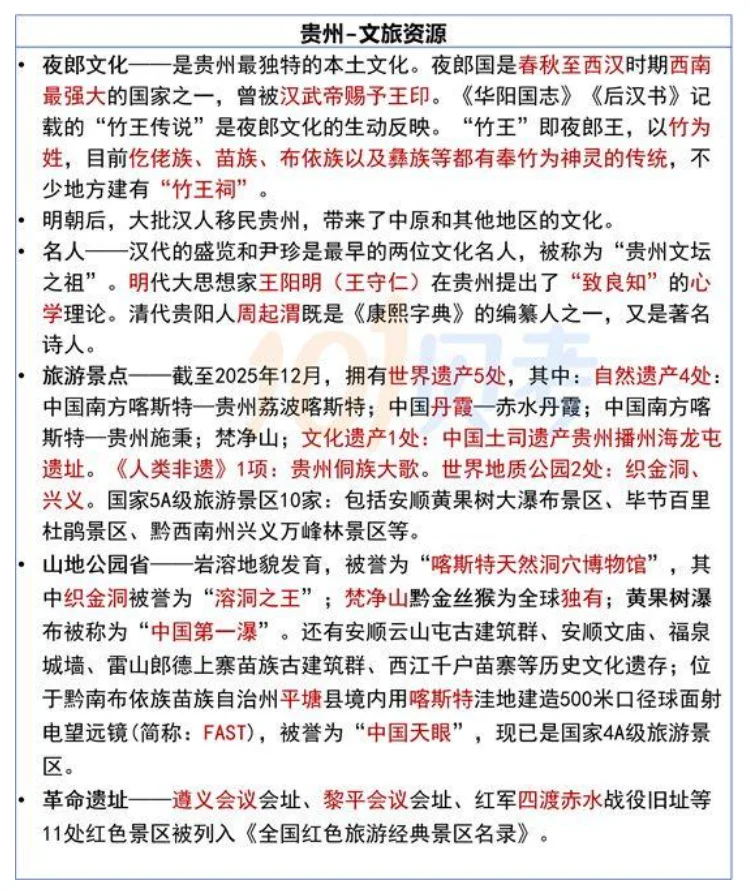 贵州-文旅资源
• 夜郎文化——是贵州最独特的本土文化。夜郎国是春秋至西汉时期西南
最强大的国家之一，曾被汉武帝赐予王印。《华阳国志》《后汉书》记
载的“竹王传说”是夜郎文化的生动反映。“竹王”即夜郎王，以竹为
姓，目前仡佬族、苗族、布依族以及彝族等都有奉竹为神灵的传统，不
少地方建有“竹王祠”。
• 明朝后，大批汉人移民贵州，带来了中原和其他地区的文化。
• 名人——汉代的盛览和尹珍是最早的两位文化名人，被称为“贵州文坛
之祖”。明代大思想家王阳明（王守仁）在贵州提出了“致良知”的心
学理论。清代贵阳人周起渭既是《康熙字典》的编纂人之一，又是著名
诗人。
• 旅游景点——截至2025年12月，拥有世界遗产5处，其中：自然遗产4处：
中国南方喀斯特—贵州荔波喀斯特；中国丹霞—赤水丹霞；中国南方喀
斯特—贵州施秉；梵净山；文化遗产1处：中国土司遗产贵州播州海龙屯
遗址。《人类非遗》1项：贵州侗族大歌。世界地质公园2处：织金洞、
兴义。国家5A级旅游景区10家：包括安顺黄果树大瀑布景区、毕节百里
杜鹃景区、黔西南州兴义万峰林景区等。
• 山地公园省——岩溶地貌发育，被誉为“喀斯特天然洞穴博物馆”，其
中织金洞被誉为“溶洞之王”；梵净山黔金丝猴为全球独有；黄果树瀑
布被称为“中国第一瀑”。还有安顺云山屯古建筑群、安顺文庙、福泉
城墙、雷山郎德上寨苗族古建筑群、西江千户苗寨等历史文化遗存；位
于黔南布依族苗族自治州平塘县境内用喀斯特洼地建造500米口径球面射
电望远镜(简称：FAST)，被誉为“中国天眼”，现已是国家4A级旅游景
区。
• 革命遗址——遵义会议会址、黎平会议会址、红军四渡赤水战役旧址等
11处红色景区被列入《全国红色旅游经典景区名录》。
101贝考